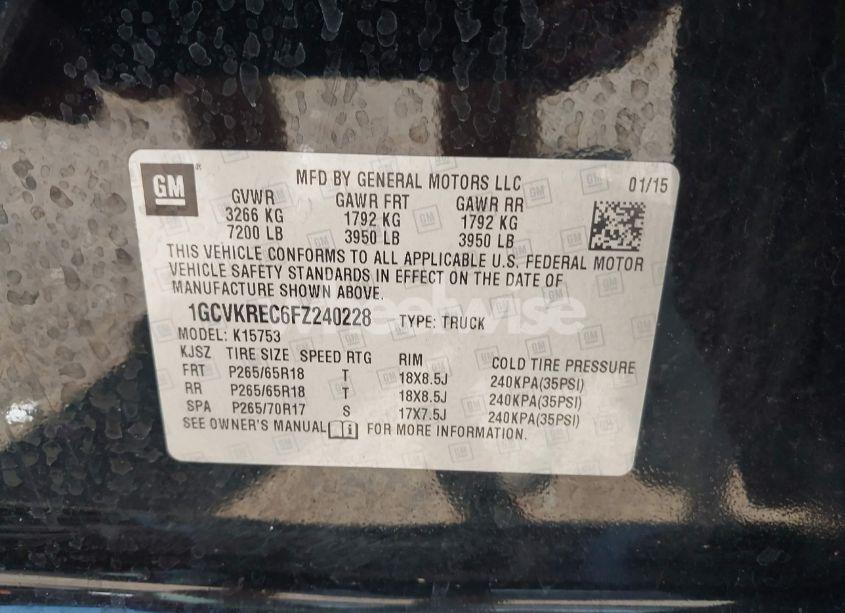 GM
MFD BY GENERAL MOTORS LLC
01/15
GVWR GAWR FRT GAWR RR
3266 KG 1792 KG 1792 KG
7200 LB 3950 LB 3950 LB
THIS VEHICLE CONFORMS TO ALL APPLICABLE U.S. FEDERAL MOTOR
VEHICLE SAFETY STANDARDS IN EFFECT ON THE DATE OF
MANUFACTURE SHOWN ABOVE.
1GCVKREC6FZ240228 TYPE: TRUCK
MODEL: K15753
KJSZ TIRE SIZE SPEED RTG RIM COLD TIRE PRESSURE
FRT P265/65R18 T 18X8.5J 240KPA(35PSI)
RR P265/65R18 T 18X8.5J 240KPA(35PSI)
SPA P265/70R17 S 17X7.5J 240KPA(35PSI)
SEE OWNER'S MANUAL FOR MORE INFORMATION.